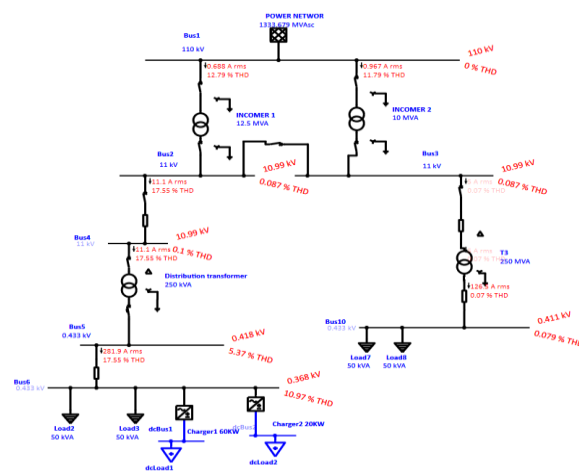 POWER NETWOR
1333.679 MVAsc
Bus1
110 kV
110 kV
0 % THD
0.688 A rms
12.79 % THD
0.967 A rms
11.79 % THD
INCOMER 1
12.5 MVA
INCOMER 2
10 MVA
Bus2
11 kV
Bus3
11 kV
10.99 kV
0.087 % THD
10.99 kV
0.087 % THD
11.1 A rms
17.55 % THD
A rms
0.07 % THD
Bus4
11 kV
10.99 kV
0.1 % THD
11.1 A rms
17.55 % THD
Distribution transformer
250 kVA
A rms
% THD
T3
250 MVA
A rms
0.07 % THD
Bus5
0.433 kV
0.418 kV
5.37 % THD
Bus10
0.433 kV
0.411 kV
0.079 % THD
281.9 A rms
17.55 % THD
Load7
50 kVA
Load8
50 kVA
Bus6
0.433 kV
0.368 kV
10.97 % THD
Load2
50 kVA
Load3
50 kVA
dcBus1
Charger1 60KW
dcLoad1
Charger2 20KW
dcLoad2